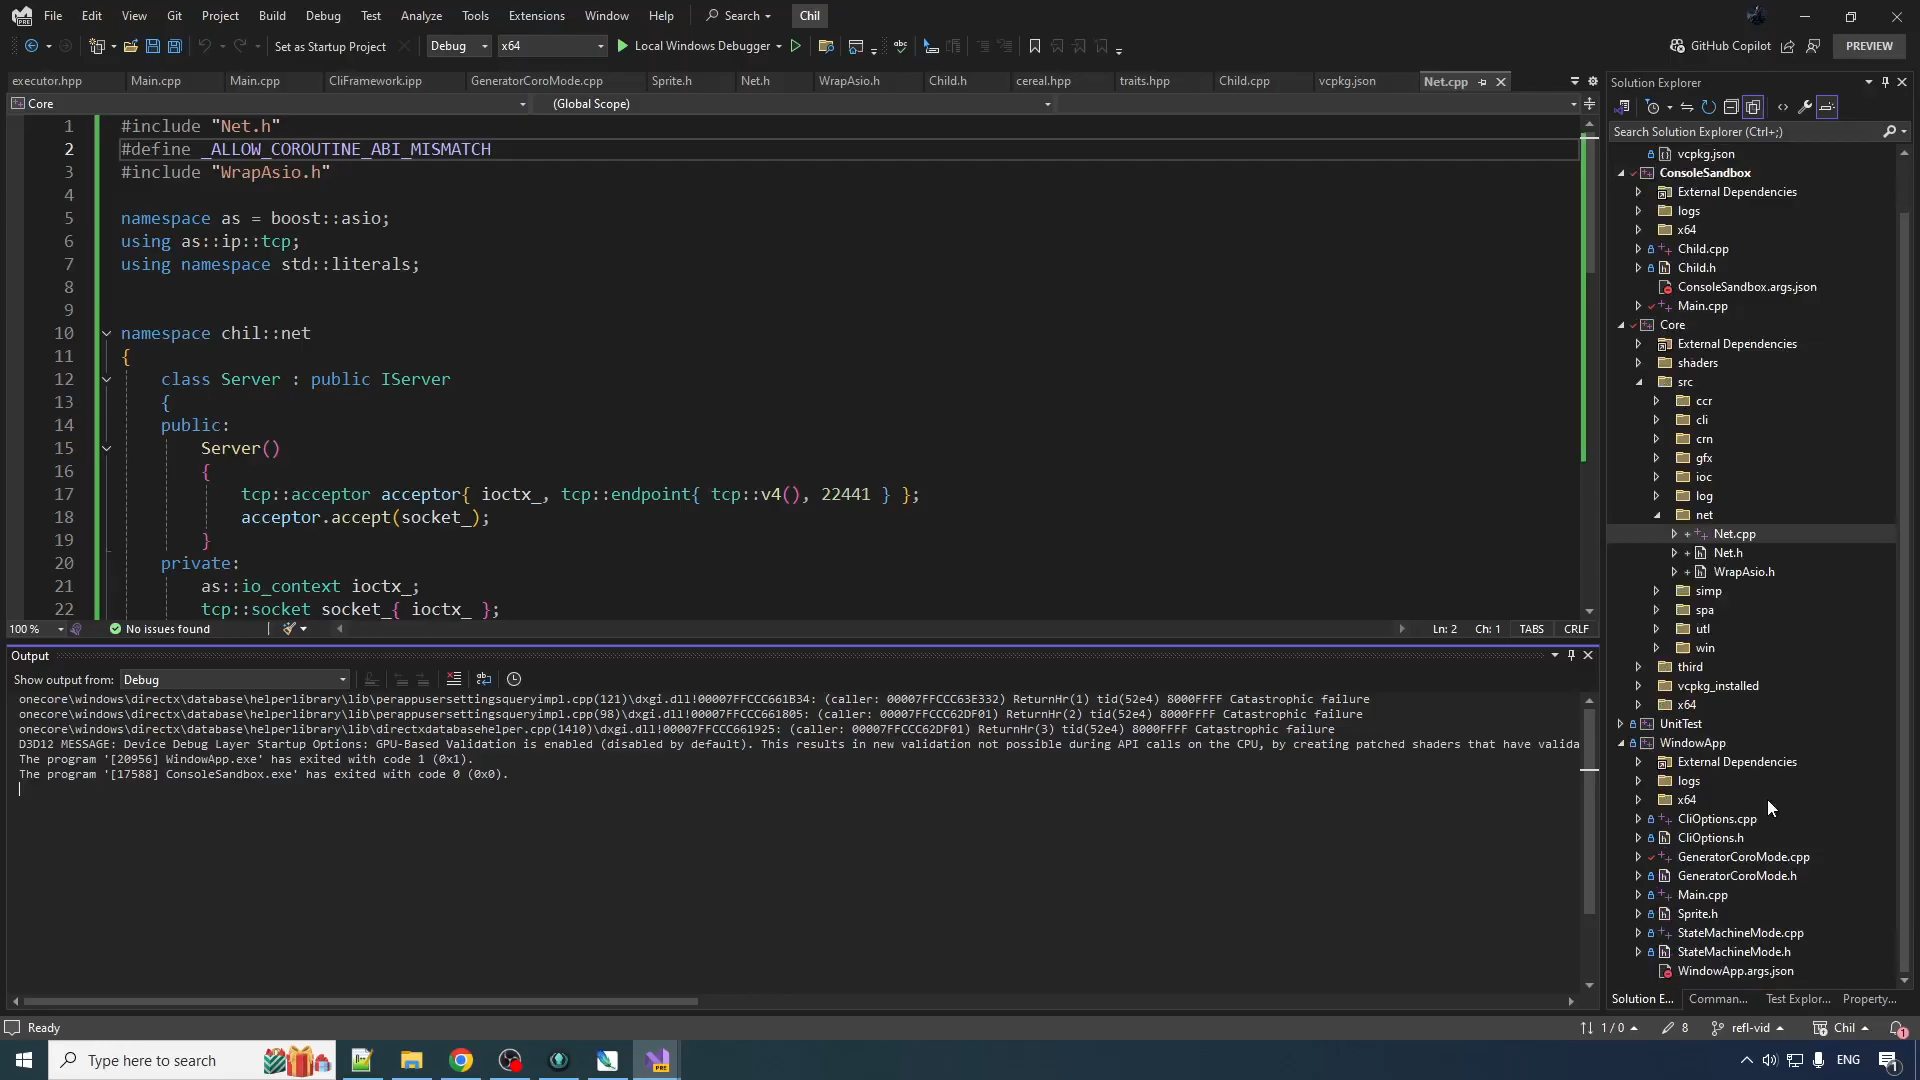 File Edit View Git Project Build Debug Test Analyze Tools Extensions Window Help Search Chil
Set as Startup Project Debug x64 Local Windows Debugger GitHub Copilot PREVIEW
executor.hpp Main.cpp Main.cpp CliFramework.ipp GeneratorCoroMode.cpp Sprite.h Net.h WrapAsio.h Child.h cereal.hpp traits.hpp Child.cpp vcpkg.json Net.cpp
Core (Global Scope)
1 #include "Net.h"
2 #define _ALLOW_COROUTINE_ABI_MISMATCH
3 #include "WrapAsio.h"
4
5 namespace as = boost::asio;
6 using as::ip::tcp;
7 using namespace std::literals;
8
9
10 namespace chil::net
11 {
12 class Server : public IServer
13 {
14 public:
15 Server()
16 {
17 tcp::acceptor acceptor{ ioctx_, tcp::endpoint{ tcp::v4(), 22441 } };
18 acceptor.accept(socket_);
19 }
20 private:
21 as::io_context ioctx_;
22 tcp::socket socket_{ ioctx_ };
100 % No issues found Ln: 2 Ch: 1 TABS CRLF
Output
Show output from: Debug
onecore\windows\directx\database\helperlibrary\lib\perappusersettingsqueryimpl.cpp(121)\dxgi.dll!00007FFCCC661B34: (caller: 00007FFCCC63E332) ReturnHr(1) tid(52e4) 8000FFFF Catastrophic failure
onecore\windows\directx\database\helperlibrary\lib\perappusersettingsqueryimpl.cpp(98)\dxgi.dll!00007FFCCC661805: (caller: 00007FFCCC62DF01) ReturnHr(2) tid(52e4) 8000FFFF Catastrophic failure
onecore\windows\directx\database\helperlibrary\lib\directxdatabasehelper.cpp(1410)\dxgi.dll!00007FFCCC661925: (caller: 00007FFCCC62DF01) ReturnHr(3) tid(52e4) 8000FFFF Catastrophic failure
D3D12 MESSAGE: Device Debug Layer Startup Options: GPU-Based Validation is enabled (disabled by default). This results in new validation not possible during API calls on the CPU, by creating patched shaders that have valida
The program '[20956] WindowApp.exe' has exited with code 1 (0x1).
The program '[17588] ConsoleSandbox.exe' has exited with code 0 (0x0).
Solution Explorer
Search Solution Explorer (Ctrl+;)
vcpkg.json
ConsoleSandbox
External Dependencies
logs
x64
Child.cpp
Child.h
ConsoleSandbox.args.json
Main.cpp
Core
External Dependencies
shaders
src
ccr
cli
crn
gfx
ioc
log
net
Net.cpp
Net.h
WrapAsio.h
simp
spa
utl
win
third
vcpkg_installed
x64
UnitTest
WindowApp
External Dependencies
logs
x64
CliOptions.cpp
CliOptions.h
GeneratorCoroMode.cpp
GeneratorCoroMode.h
Main.cpp
Sprite.h
StateMachineMode.cpp
StateMachineMode.h
WindowApp.args.json
Solution E... Comman... Test Explor... Property...
Ready 1 / 0 8 refl-vid Chil 1
Type here to search ENG 1